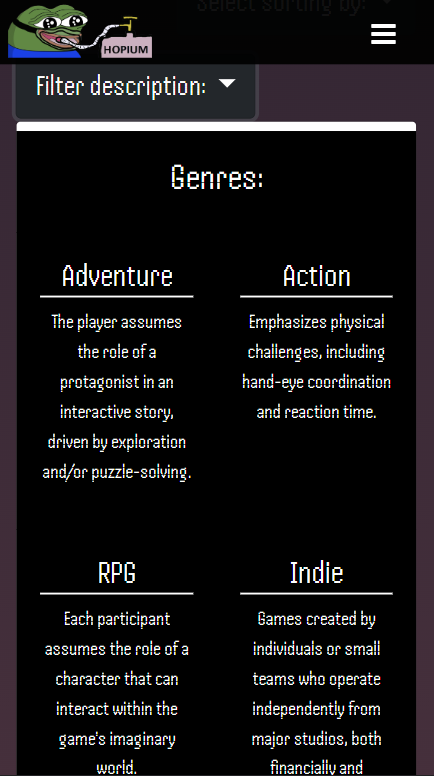 Select sorting by:
HOPIUM
Filter description:
Genres:
Adventure
The player assumes
the role of a
protagonist in an
interactive story,
driven by exploration
and/or puzzle-solving.
Action
Emphasizes physical
challenges, including
hand-eye coordination
and reaction time.
RPG
Each participant
assumes the role of a
character that can
interact within the
game's imaginary
world.
Indie
Games created by
individuals or small
teams who operate
independently from
major studios, both
financially and